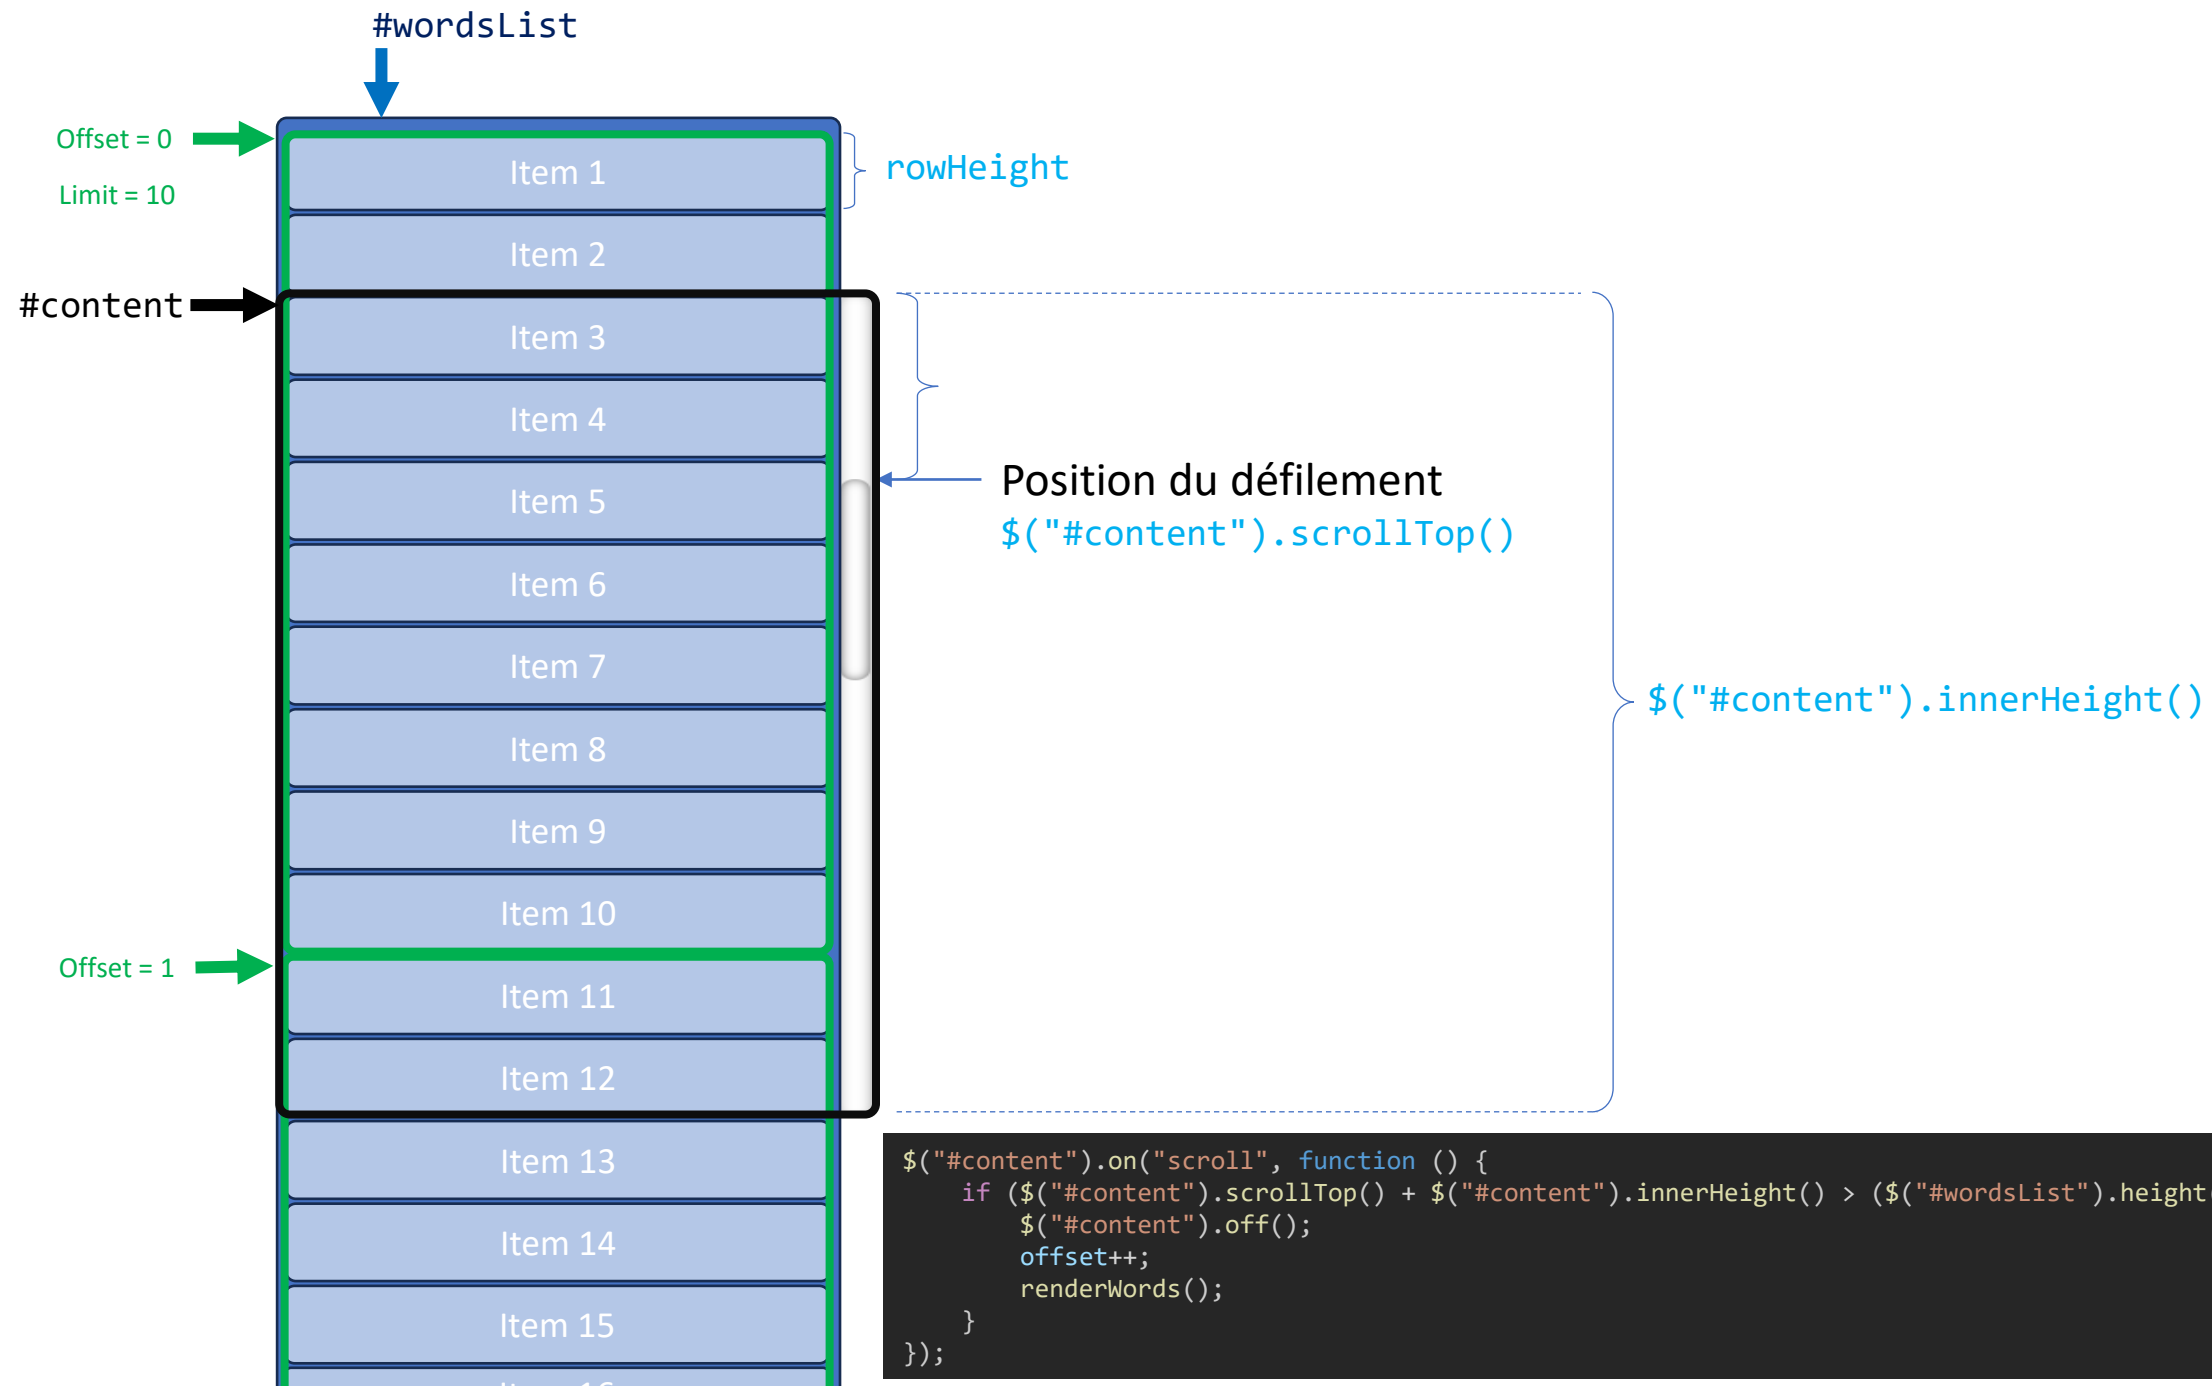 #wordsList
Offset = 0
Limit = 10
Item 1
rowHeight
Item 2
#content
Item 3
Item 4
Item 5
Position du défilement
$("#content").scrollTop()
Item 6
Item 7
$("#content").innerHeight()
Item 8
Item 9
Item 10
Offset = 1
Item 11
Item 12
Item 13
Item 14
Item 15
$("#content").on("scroll", function () {
if ($("#content").scrollTop() + $("#content").innerHeight() > ($("#wordsList").height
$("#content").off();
offset++;
renderWords();
}
});